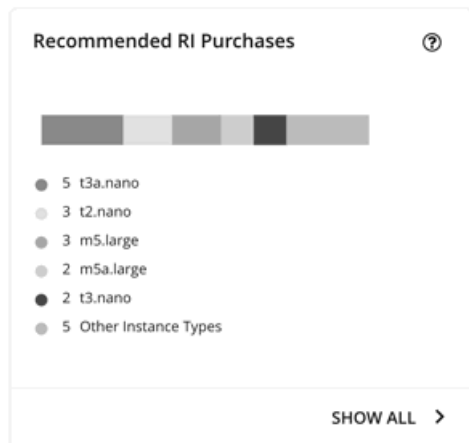 Recommended RI Purchases
5 t3a.nano
3 t2.nano
3 m5.large
2 m5a.large
2 t3.nano
5 Other Instance Types
SHOW ALL